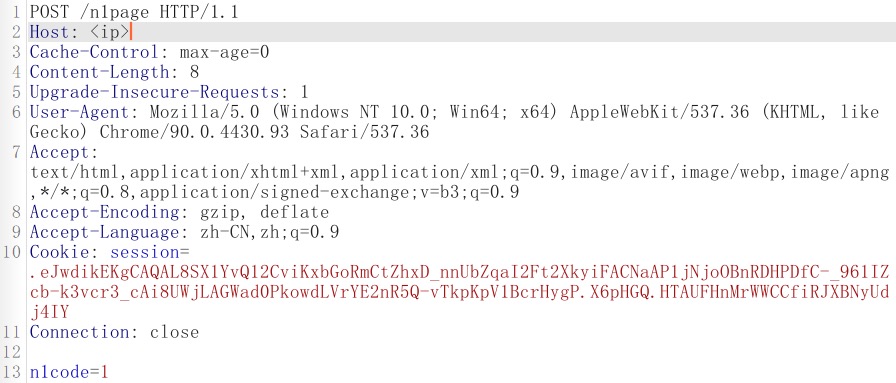 1 POST /n1page HTTP/1.1
2 Host: <ip>
3 Cache-Control: max-age=0
4 Content-Length: 8
5 Upgrade-Insecure-Requests: 1
6 User-Agent: Mozilla/5.0 (Windows NT 10.0; Win64; x64) AppleWebKit/537.36 (KHTML, like
Gecko) Chrome/90.0.4430.93 Safari/537.36
7 Accept:
text/html,application/xhtml+xml,application/xml;q=0.9,image/avif,image/webp,image/apng
,*/*;q=0.8,application/signed-exchange;v=b3;q=0.9
8 Accept-Encoding: gzip, deflate
9 Accept-Language: zh-CN,zh;q=0.9
10 Cookie: session=
.eJwdikEKgCAQAL8SX1YvQ12CviKxbGoRmCtZhxD_nnUbZqaI2Ft2XkyiFACNaAP1jNjoOBnRDHPDfC-_961IZ
cb-k3vcr3_cAi8UWjLAGWadOPkowdLVrYE2nR5Q-vTkpKpV1BcrHygP.X6pHGQ.HTAUFHnMrWWCCfiRJXBNyUd
j4IY
11 Connection: close
12
13 n1code=1